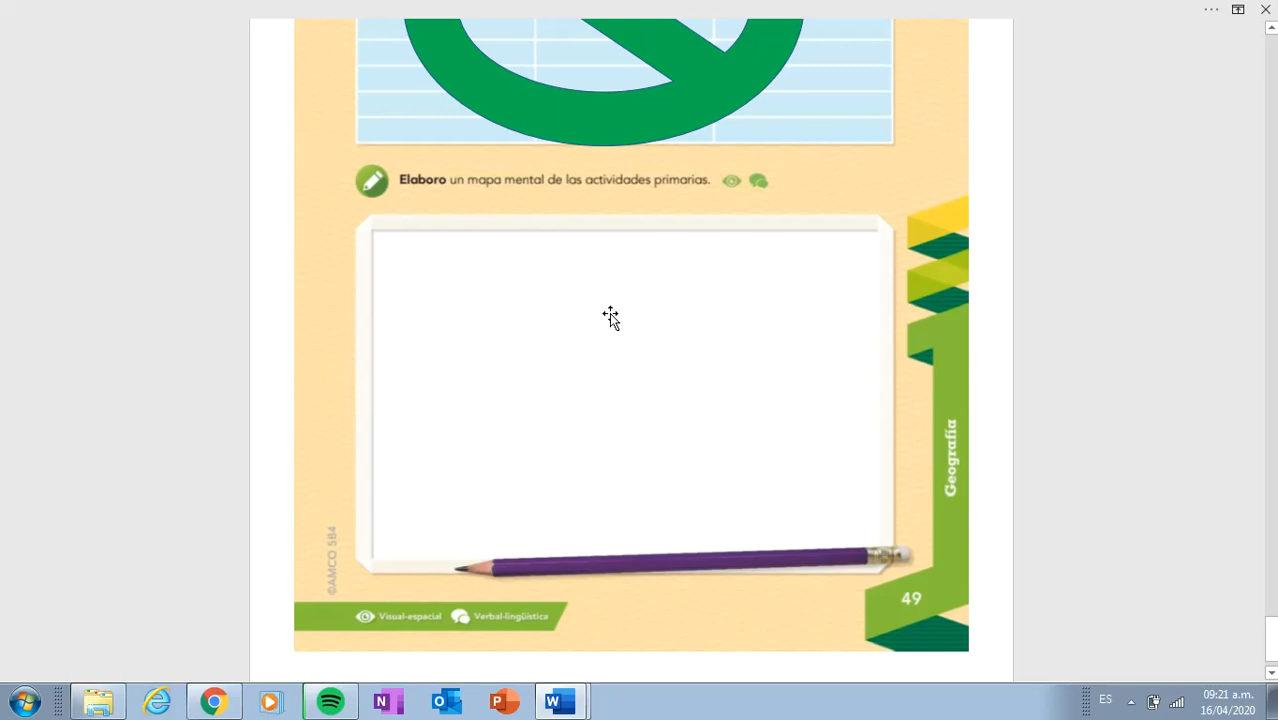 Elaboro un mapa mental de las actividades primarias.
Geografía
©AMCO 5B4
49
Visual-espacial Verbal-lingüística
ES
09:21 a.m.
16/04/2020